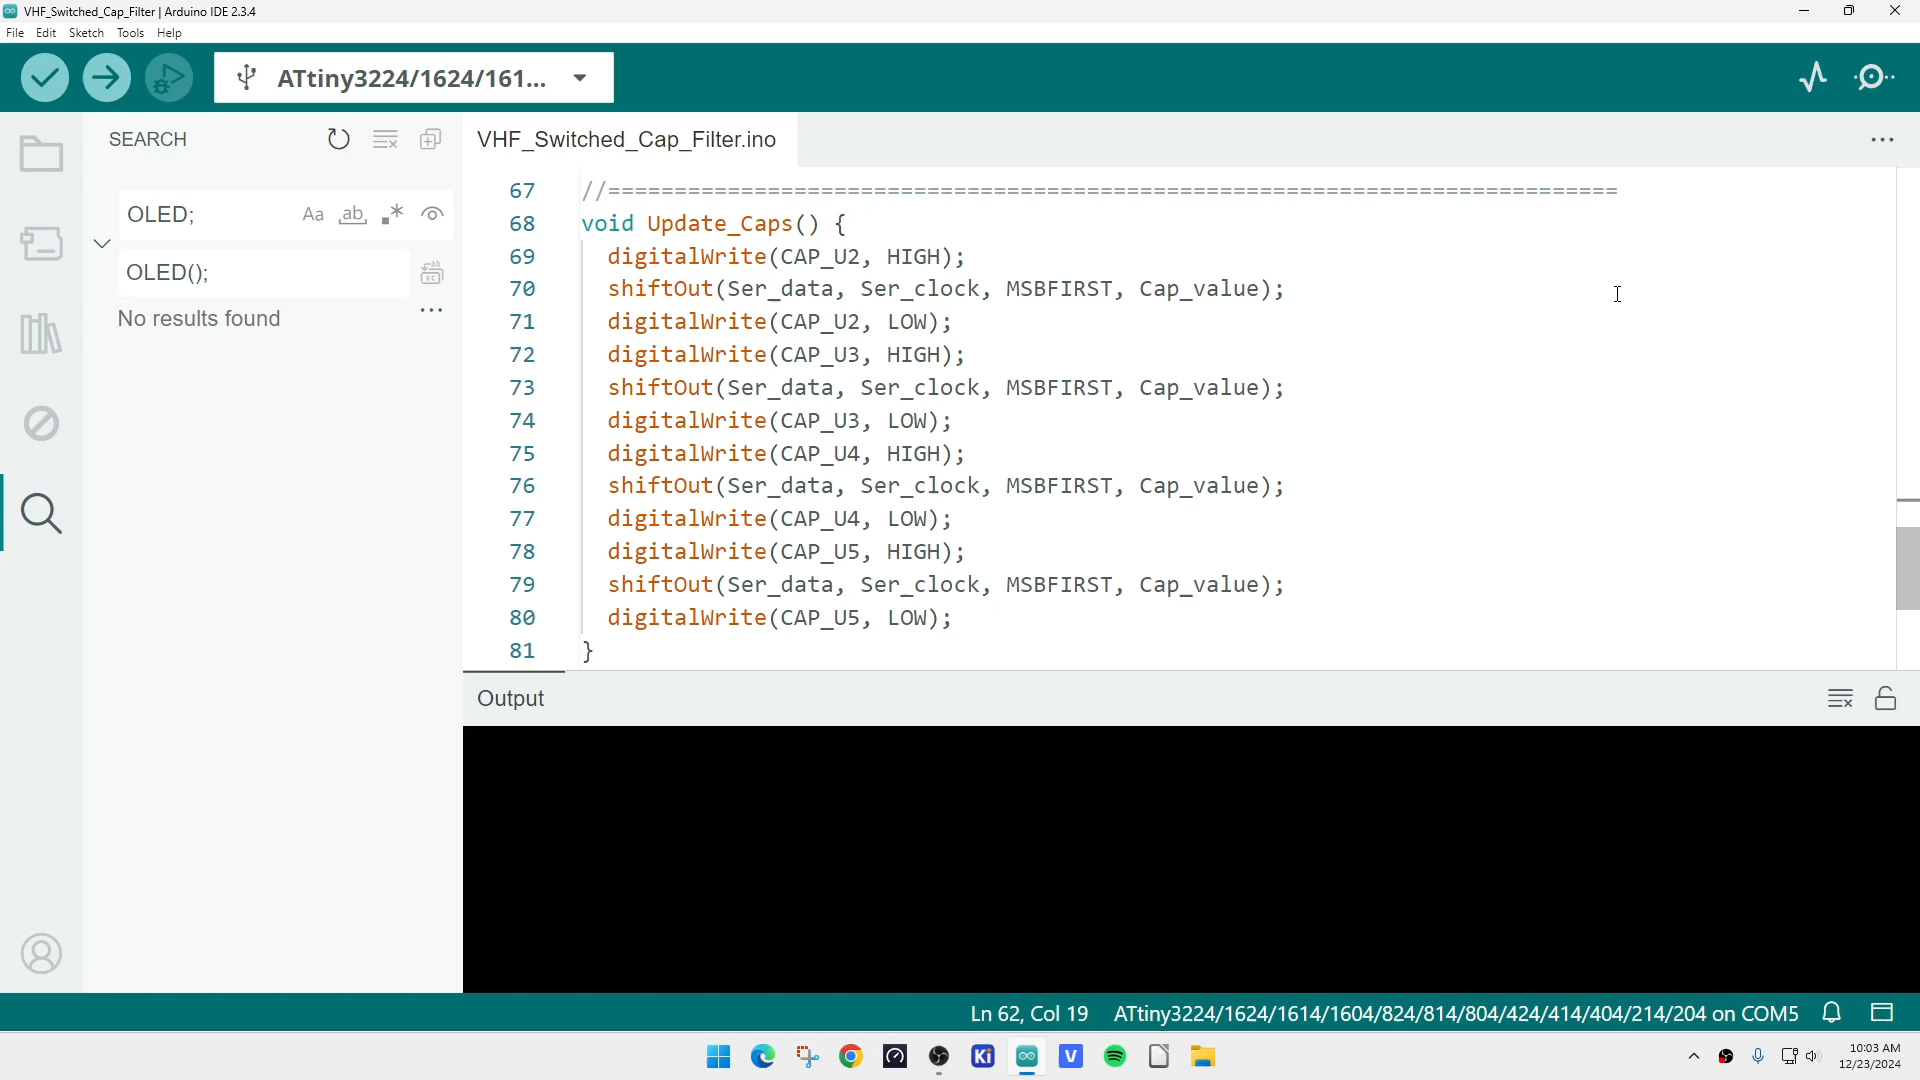 VHF_Switched_Cap_Filter | Arduino IDE 2.3.4
File Edit Sketch Tools Help
ATtiny3224/1624/161...
SEARCH
VHF_Switched_Cap_Filter.ino
OLED;
Aa ab
OLED();
ab
ac
No results found
67 //============================================================================
68 void Update_Caps() {
69 digitalWrite(CAP_U2, HIGH);
70 shiftOut(Ser_data, Ser_clock, MSBFIRST, Cap_value);
71 digitalWrite(CAP_U2, LOW);
72 digitalWrite(CAP_U3, HIGH);
73 shiftOut(Ser_data, Ser_clock, MSBFIRST, Cap_value);
74 digitalWrite(CAP_U3, LOW);
75 digitalWrite(CAP_U4, HIGH);
76 shiftOut(Ser_data, Ser_clock, MSBFIRST, Cap_value);
77 digitalWrite(CAP_U4, LOW);
78 digitalWrite(CAP_U5, HIGH);
79 shiftOut(Ser_data, Ser_clock, MSBFIRST, Cap_value);
80 digitalWrite(CAP_U5, LOW);
81 }
Output
Ln 62, Col 19 ATtiny3224/1624/1614/1604/824/814/804/424/414/404/214/204 on COM5
Ki
V
10:03 AM
12/23/2024